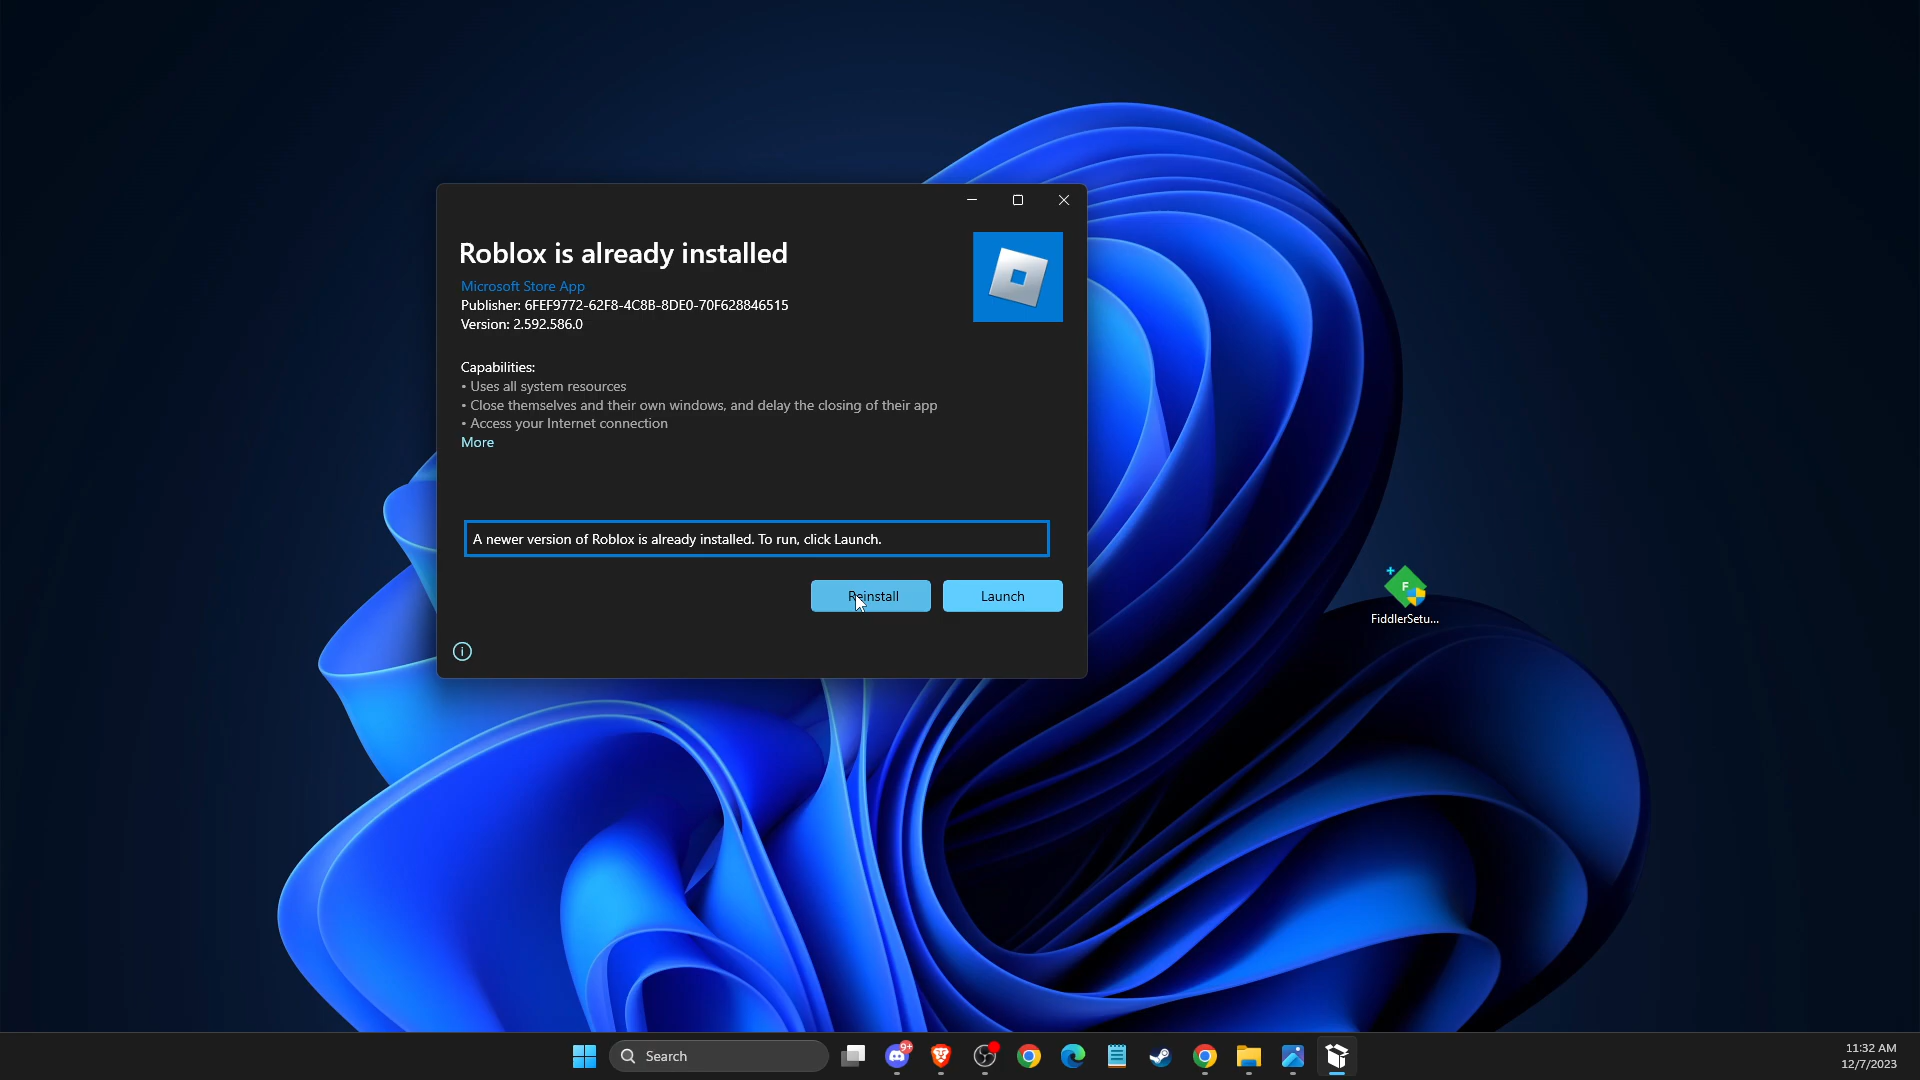 Roblox is already installed
Microsoft Store App
Publisher: 6FEF9772-62F8-4C8B-8DE0-70F628846515
Version: 2.592.586.0
Capabilities:
• Uses all system resources
• Close themselves and their own windows, and delay the closing of their app
• Access your Internet connection
More
A newer version of Roblox is already installed. To run, click Launch.
Reinstall
Launch
F
FiddlerSetu...
Search
9+
11:32 AM
12/7/2023